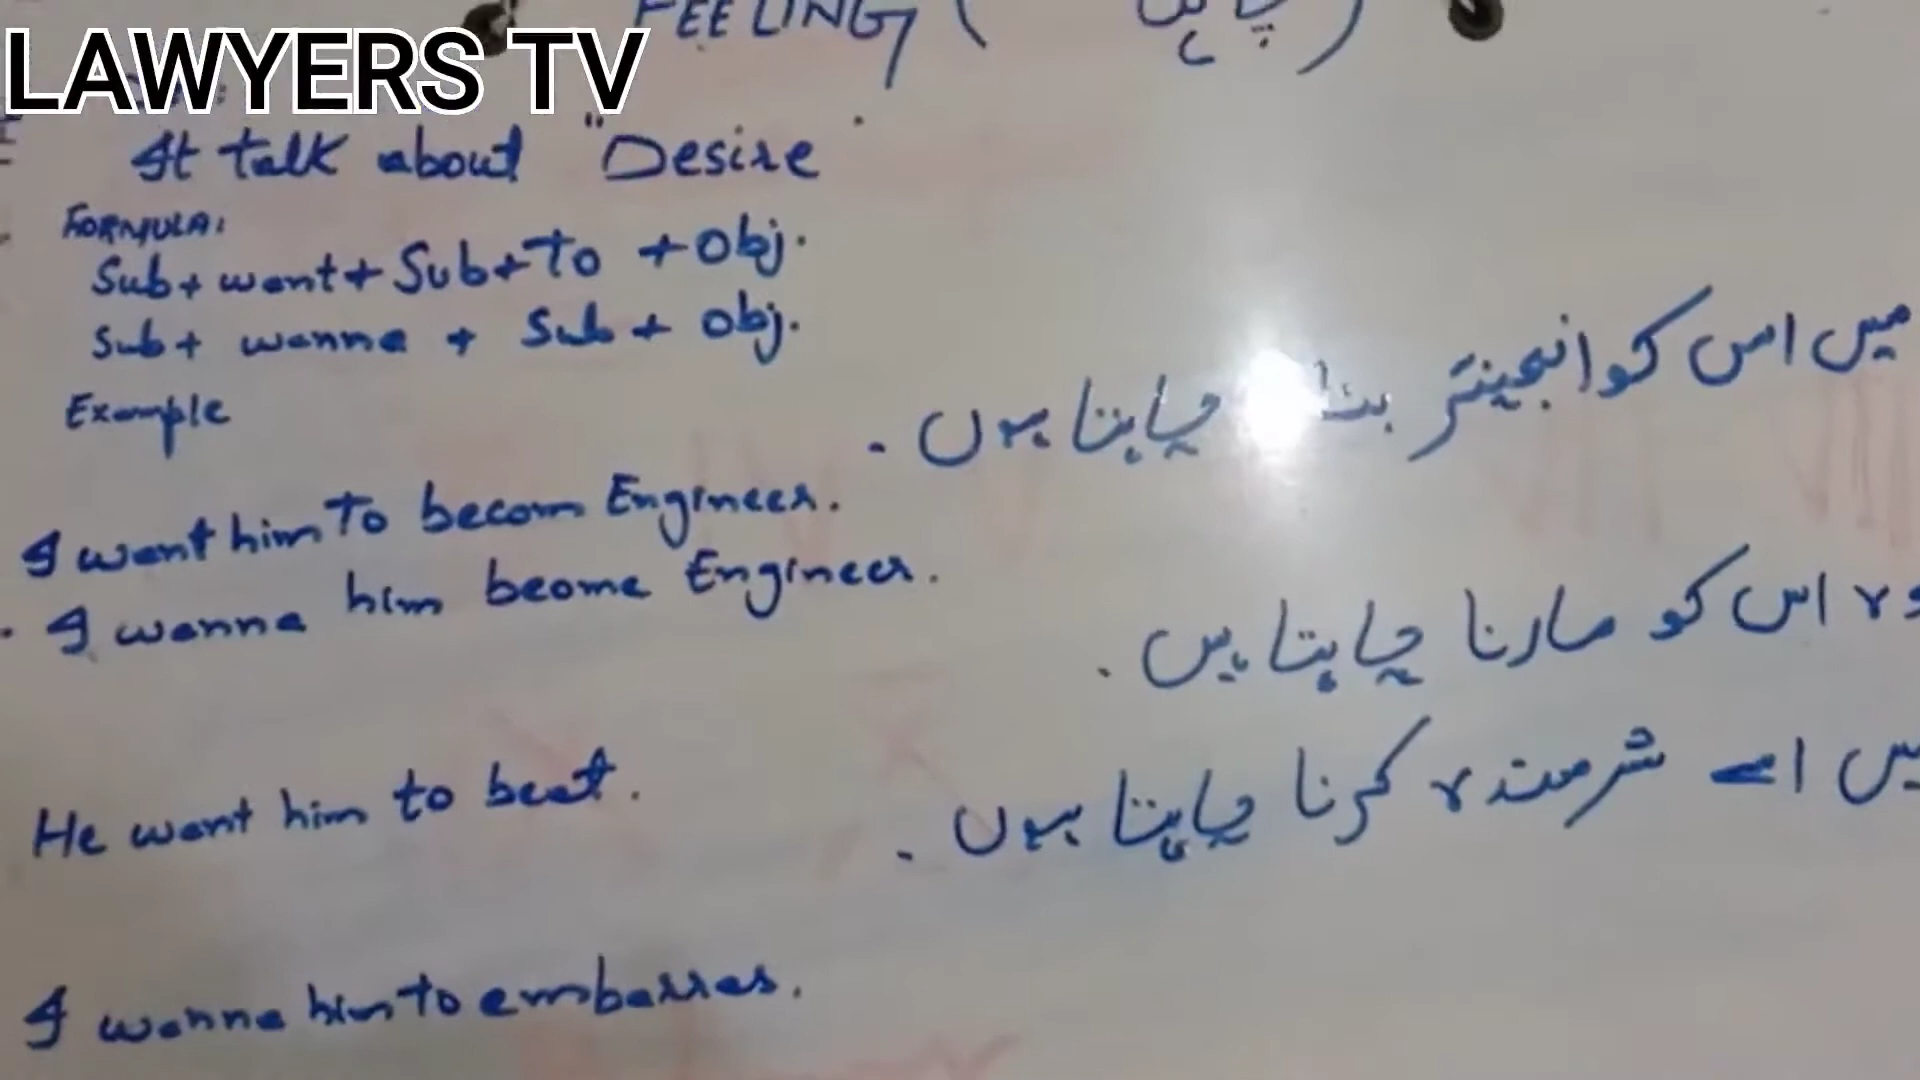 FEELING (
LAWYERS TV
It talk about "Desire"
FORMULA:
Sub + want + Sub + To + Obj.
Sub + wanna + Sub + Obj.
Example
میں اس کو انجینئر بنانا چاہتا ہوں .
I want him To becom Engineer.
. I wanna him beome Engineer.
وہ اس کو مارنا چاہتا ہیں .
He want him to beat.
میں اسے شرمندہ کرنا چاہتا ہوں .
I wanna him to embarras.